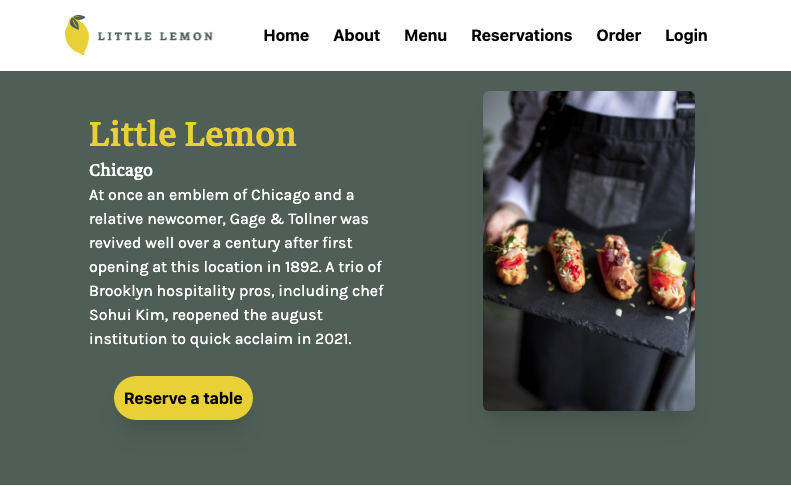 LITTLE LEMON
Home About Menu Reservations Order Login
Little Lemon
Chicago
At once an emblem of Chicago and a
relative newcomer, Gage & Tollner was
revived well over a century after first
opening at this location in 1892. A trio of
Brooklyn hospitality pros, including chef
Sohui Kim, reopened the august
institution to quick acclaim in 2021.
Reserve a table